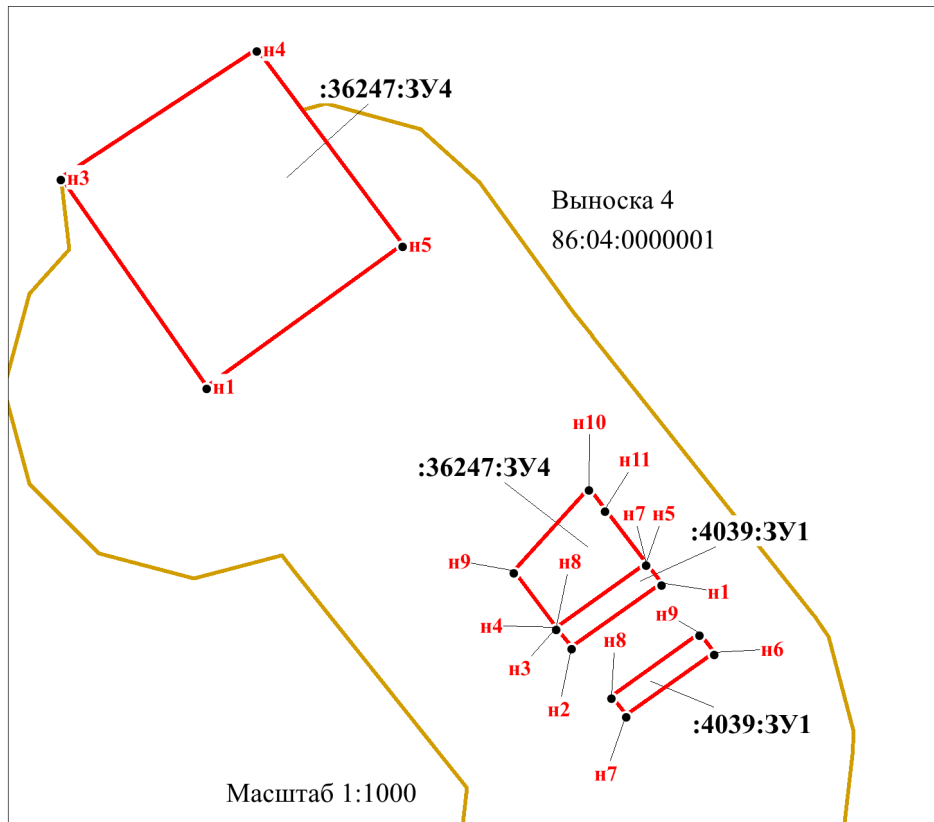 н4
:36247:ЗУ4
н3
Выноска 4
86:04:0000001
н5
н1
н10
н11
:36247:ЗУ4
н7 н5
:4039:ЗУ1
н9
н8
н1
н4
н9
н8
н6
н3
н2
:4039:ЗУ1
н7
Масштаб 1:1000